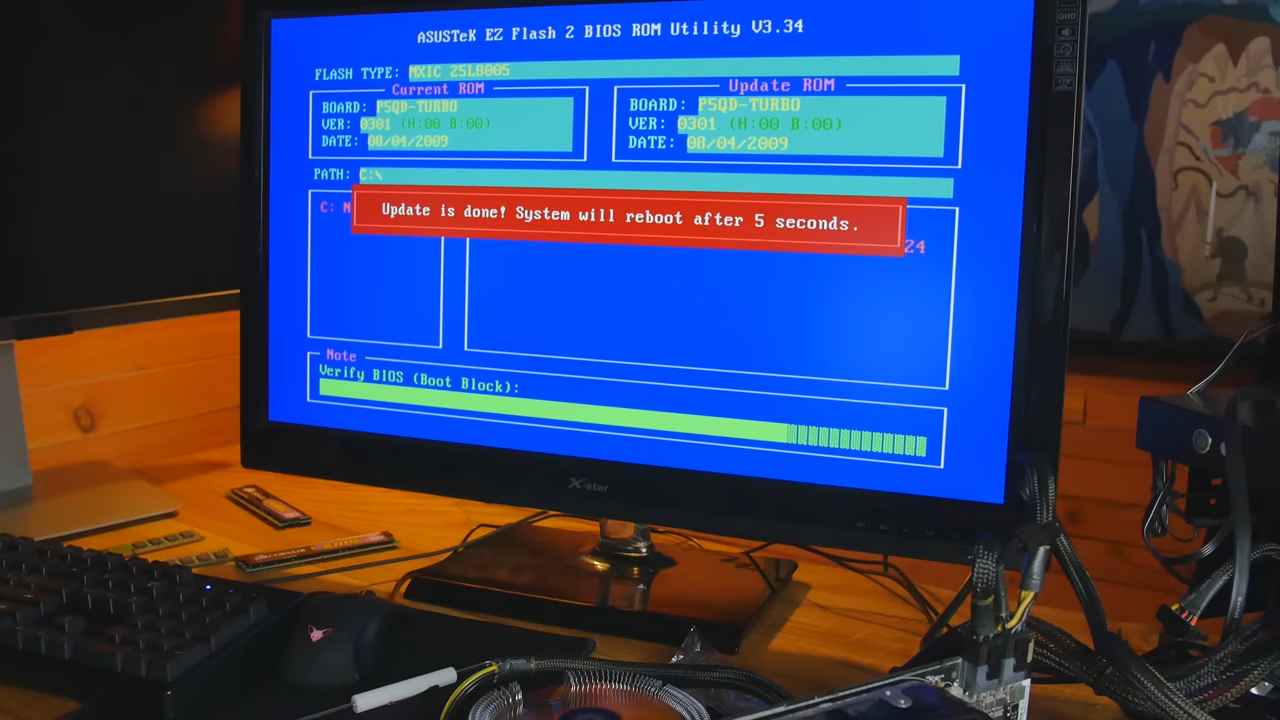 ASUSTeK EZ Flash 2 BIOS ROM Utility V3.34
FLASH TYPE: MXIC 25L8005
Current ROM
BOARD: P5QD-TURBO
VER: 0301 (H:00 B:00)
DATE: 08/04/2009
Update ROM
BOARD: P5QD-TURBO
VER: 0301 (H:00 B:00)
DATE: 08/04/2009
PATH: C:\
C: N
Update is done! System will reboot after 5 seconds.
24
Note
Verify BIOS (Boot Block):
X-star
QHD